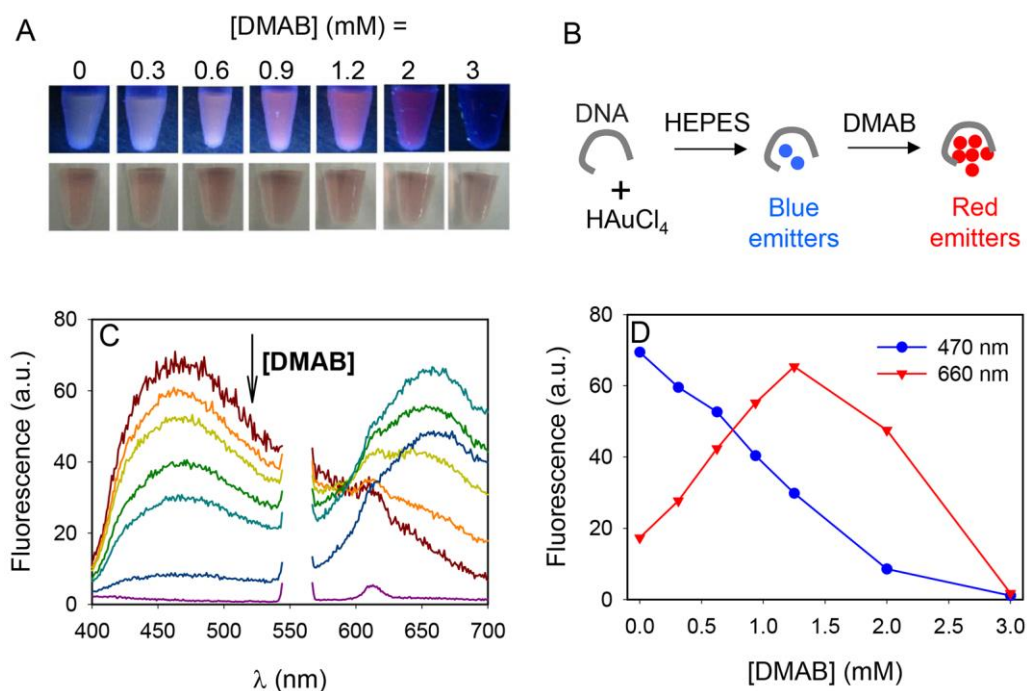 A
[DMAB] (mM) =
0 0.3 0.6 0.9 1.2 2 3
B
DNA
+
HAuCl4
HEPES
DMAB
Blue
emitters
Red
emitters
C
[DMAB]
Fluorescence (a.u.)
80
60
40
20
0
400 450 500 550 600 650 700
λ (nm)
D
470 nm
660 nm
Fluorescence (a.u.)
80
60
40
20
0
0.0 0.5 1.0 1.5 2.0 2.5 3.0
[DMAB] (mM)